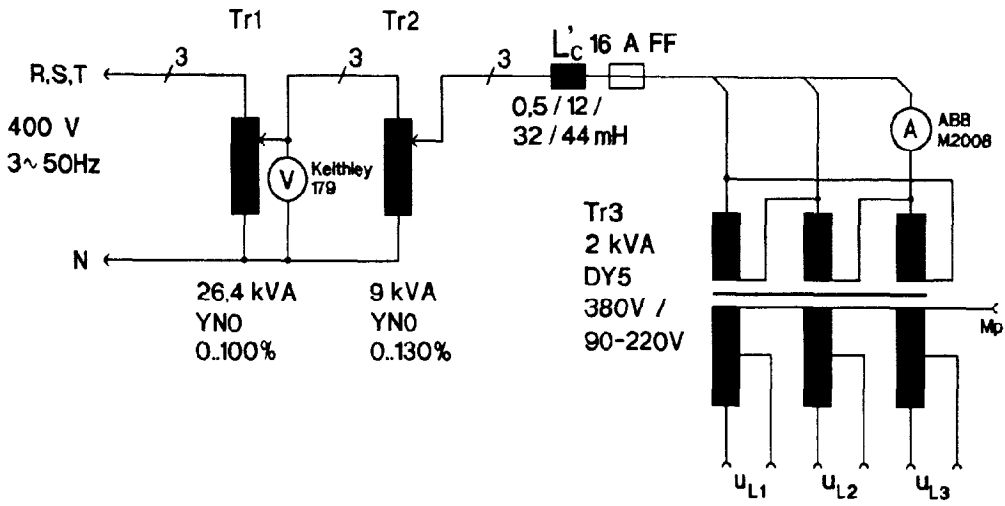 Tr1
Tr2
3
3
3
L'c 16 A FF
R,S,T
0,5 / 12 /
32 / 44 mH
400 V
3~ 50Hz
V
Keithley
179
A
ABB
M2008
N
Tr3
2 kVA
DY5
380V /
90-220V
26,4 kVA
YN0
0..100%
9 kVA
YN0
0..130%
Mp
uL1
uL2
uL3